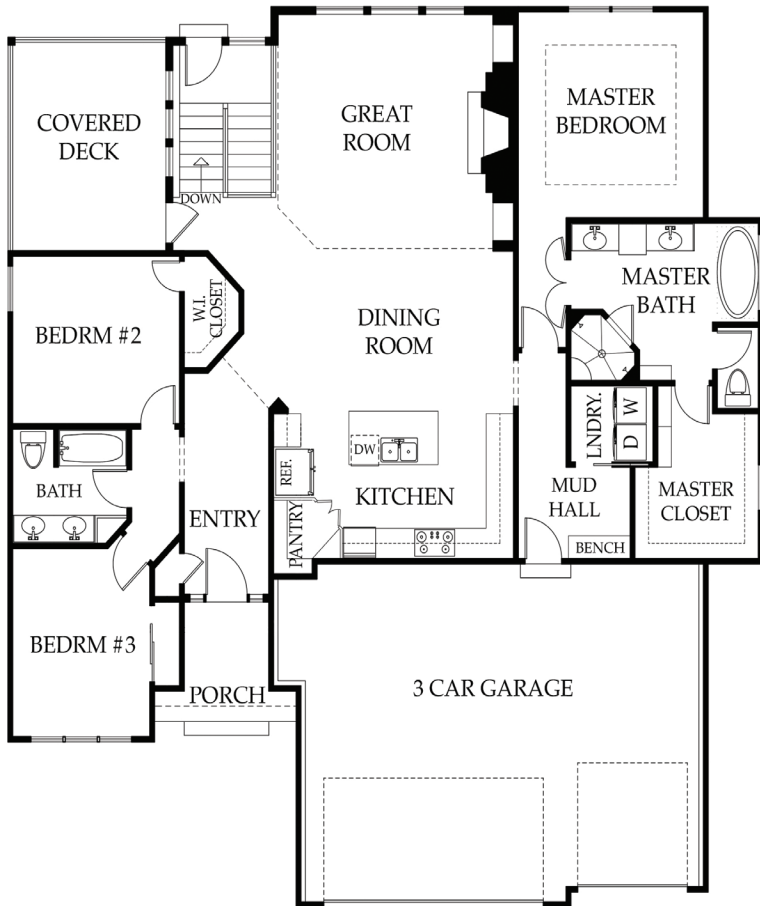 COVERED
DECK
GREAT
ROOM
MASTER
BEDROOM
DOWN
W.I.
CLOSET
MASTER
BATH
BEDRM #2
DINING
ROOM
LNDRY.
W
D
DW
REF.
BATH
KITCHEN
MUD
HALL
MASTER
CLOSET
ENTRY
PANTRY
BENCH
BEDRM #3
PORCH
3 CAR GARAGE